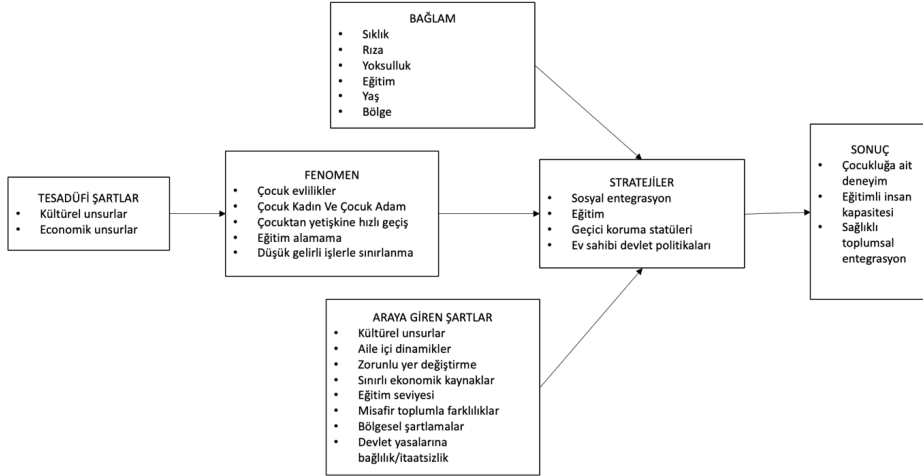 BAĞLAM
• Sıklık
• Rıza
• Yoksulluk
• Eğitim
• Yaş
• Bölge
TESADÜFİ ŞARTLAR
• Kültürel unsurlar
• Economik unsurlar
FENOMEN
• Çocuk evlilikler
• Çocuk Kadın Ve Çocuk Adam
• Çocuktan yetişkine hızlı geçiş
• Eğitim alamama
• Düşük gelirli işlerle sınırlanma
STRATEJİLER
• Sosyal entegrasyon
• Eğitim
• Geçici koruma statüleri
• Ev sahibi devlet politikaları
SONUÇ
• Çocukluğa ait
deneyim
• Eğitimli insan
kapasitesi
• Sağlıklı
toplumsal
entegrasyon
ARAYA GİREN ŞARTLAR
• Kültürel unsurlar
• Aile içi dinamikler
• Zorunlu yer değiştirme
• Sınırlı ekonomik kaynaklar
• Eğitim seviyesi
• Misafir toplumla farklılıklar
• Bölgesel şartlamalar
• Devlet yasalarına
bağlılık/itaatsizlik